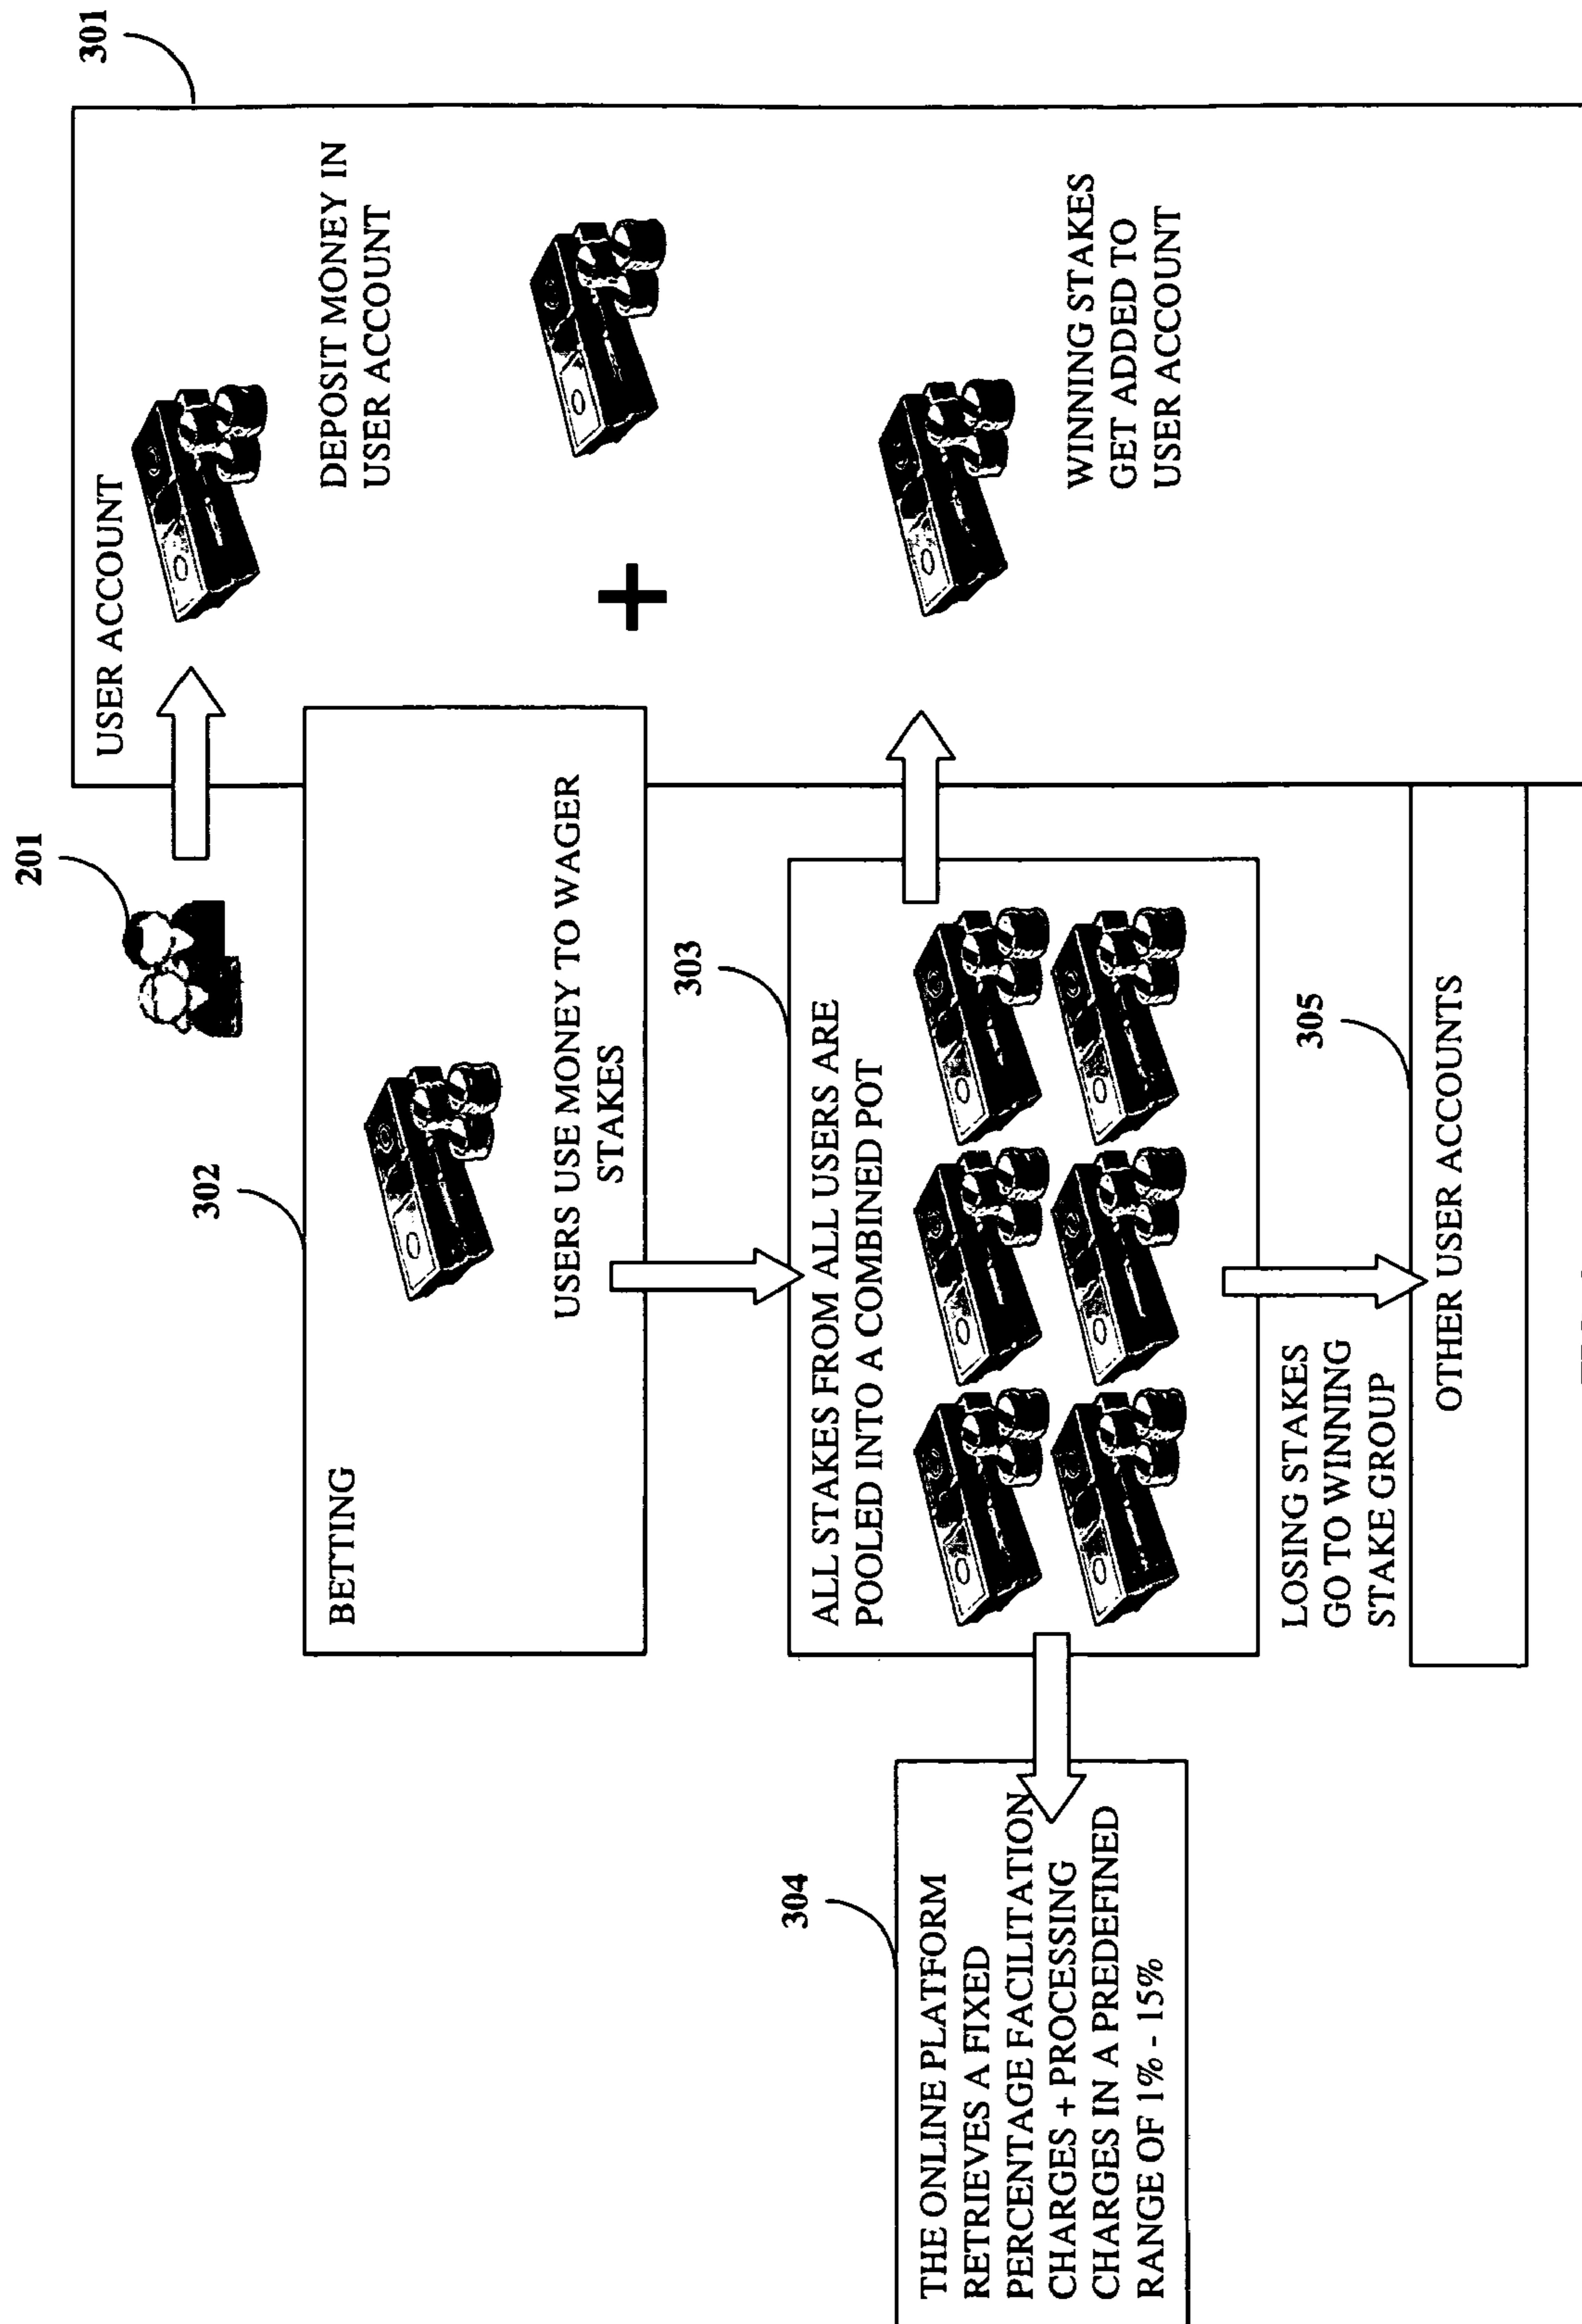 201
301
USER ACCOUNT
DEPOSIT MONEY IN
USER ACCOUNT
302
BETTING
USERS USE MONEY TO WAGER
STAKES
+
303
ALL STAKES FROM ALL USERS ARE
POOLED INTO A COMBINED POT
WINNING STAKES
GET ADDED TO
USER ACCOUNT
304
THE ONLINE PLATFORM
RETRIEVES A FIXED
PERCENTAGE FACILITATION
CHARGES + PROCESSING
CHARGES IN A PREDEFINED
RANGE OF 1% - 15%
LOSING STAKES
GO TO WINNING
STAKE GROUP
305
OTHER USER ACCOUNTS